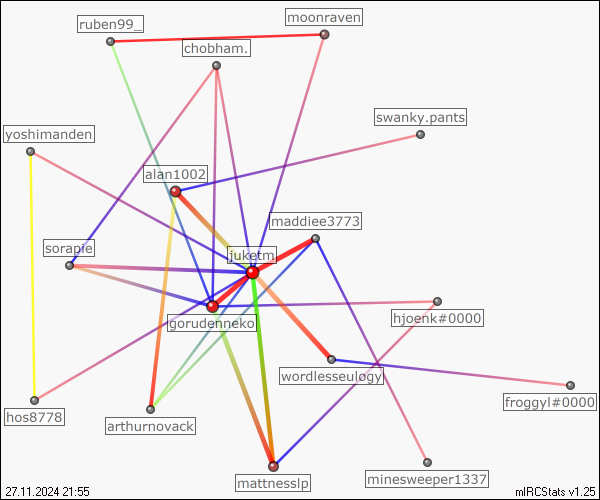 moonraven
ruben99_
chobham.
swanky.pants
yoshimanden
alan1002
maddiee3773
sorapie
juketm
gorudenneko
hjoenk#0000
wordlesseulogy
froggyl#0000
hos8778
arthurnovack
mattnesslp
minesweeper1337
27.11.2024 21:55
mIRCStats v1.25